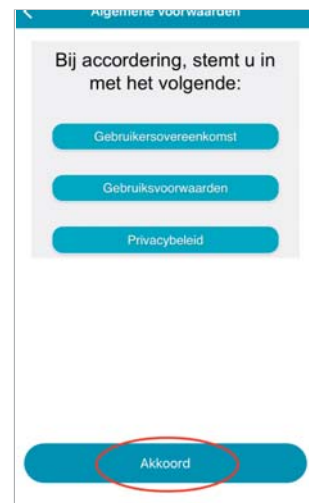 Algemene voorwaarden
Bij accordering, stemt u in
met het volgende:
Gebruikersovereenkomst
Gebruiksvoorwaarden
Privacybeleid
Akkoord